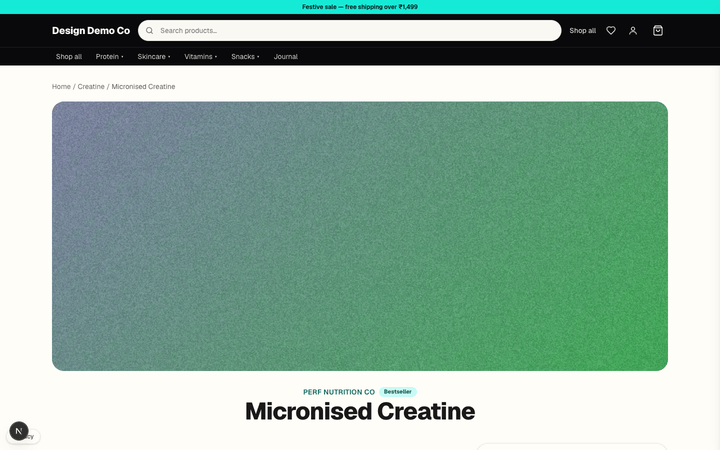 Festive sale — free shipping over ₹1,499
Design Demo Co
Search products...
Shop all
Shop all
Protein
Skincare
Vitamins
Snacks
Journal
Home / Creatine / Micronised Creatine
PERF NUTRITION CO
Bestseller
Micronised Creatine
N